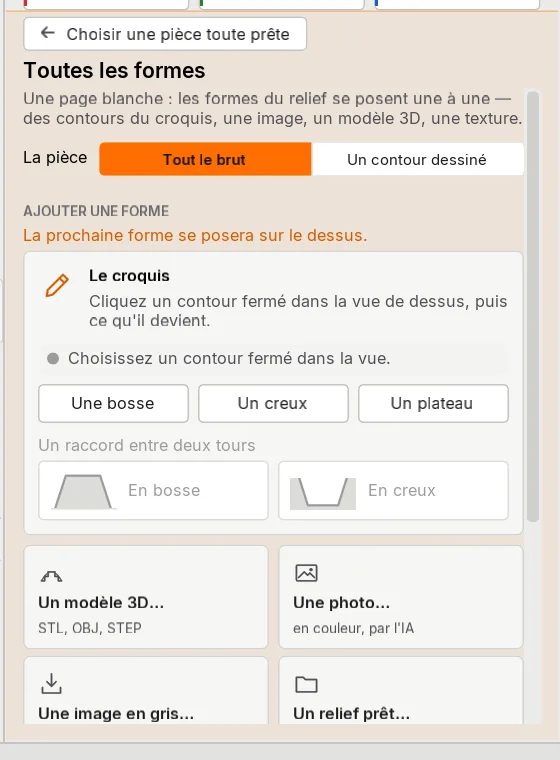 Choisir une pièce toute prête
Toutes les formes
Une page blanche : les formes du relief se posent une à une —
des contours du croquis, une image, un modèle 3D, une texture.
La pièce
Tout le brut
Un contour dessiné
AJOUTER UNE FORME
La prochaine forme se posera sur le dessus.
Le croquis
Cliquez un contour fermé dans la vue de dessus, puis
ce qu'il devient.
Choisissez un contour fermé dans la vue.
Une bosse
Un creux
Un plateau
Un raccord entre deux tours
En bosse
En creux
Un modèle 3D...
STL, OBJ, STEP
Une photo...
en couleur, par l'IA
Une image en gris...
Un relief prêt...